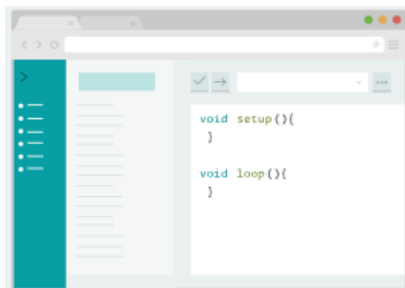 void setup(){
}
void loop(){
}